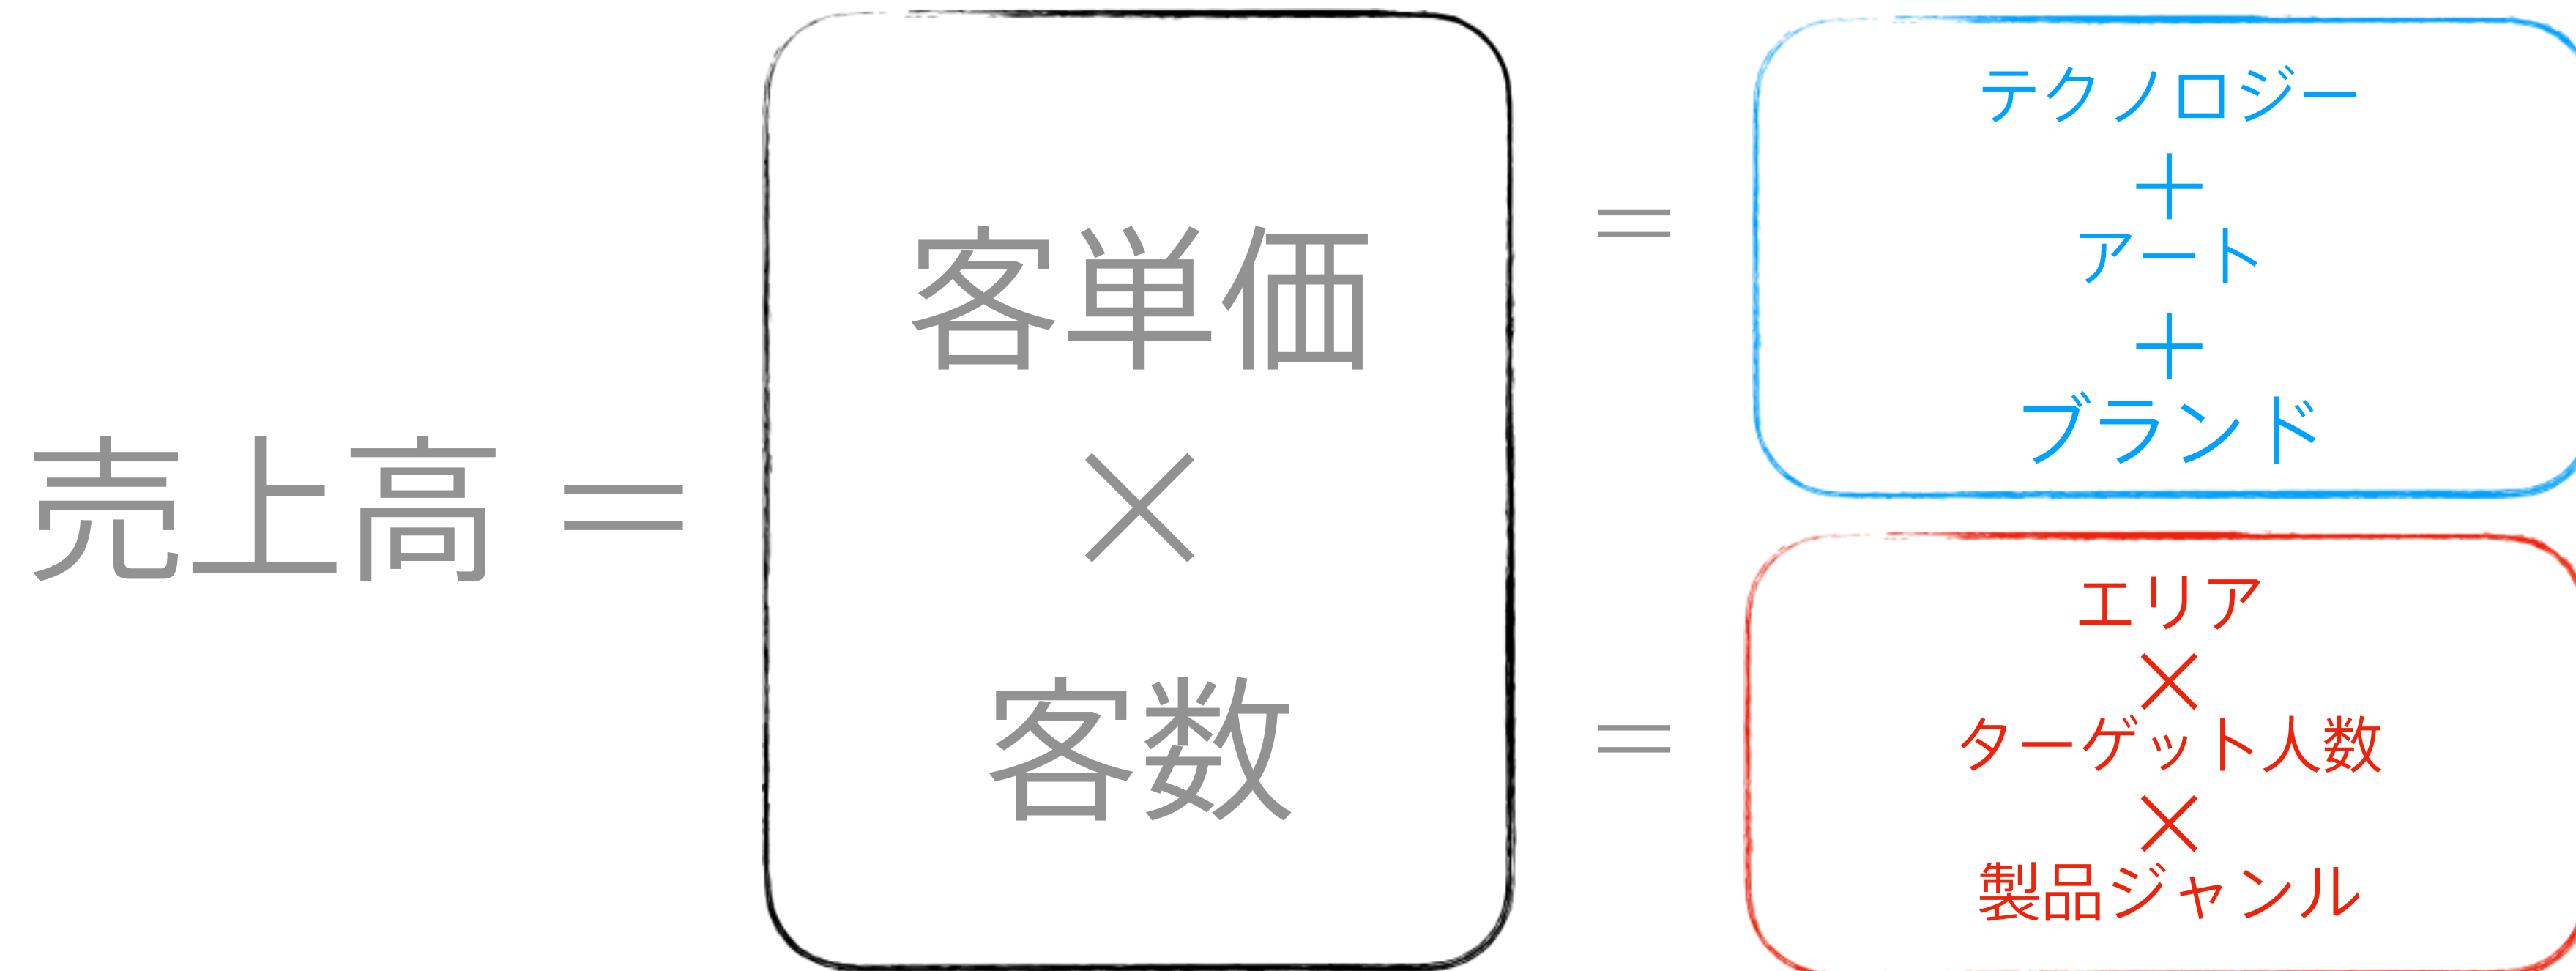 売上高 =
客単価
×
客数
=
テクノロジー
+
アート
+
ブランド
=
エリア
×
ターゲット人数
×
製品ジャンル